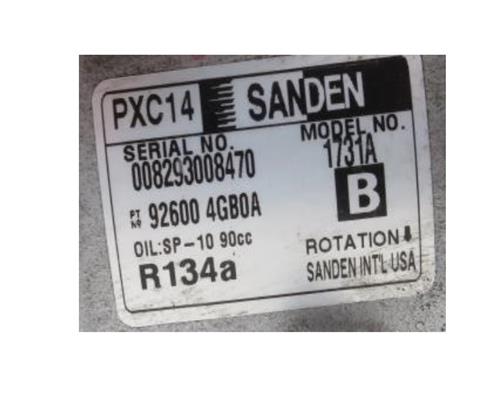 PXC14 SANDEN
SERIAL NO. MODEL NO.
008293008470 1731A
PT NO 92600 4GB0A B
OIL:SP-10 90cc ROTATION
R134a SANDEN INT'L USA